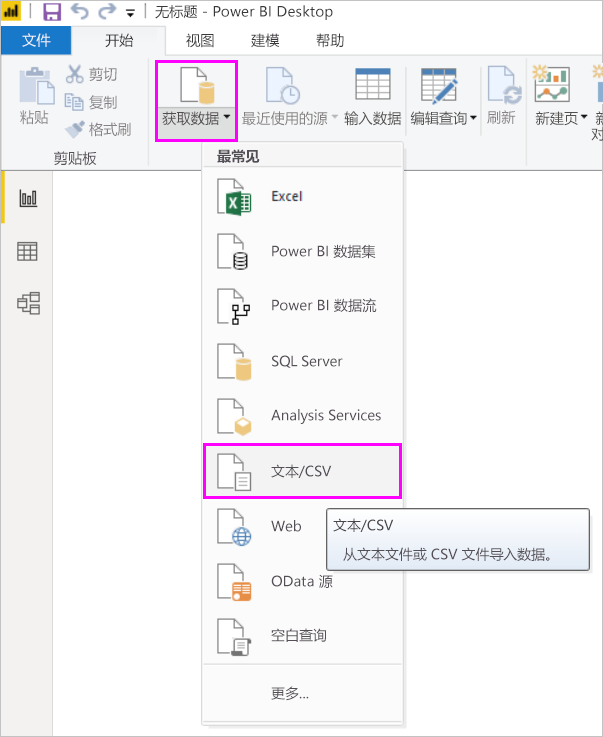 无标题 - Power BI Desktop
文件 开始 视图 建模 帮助
剪切
复制
格式刷
粘贴 获取数据 最近使用的源 输入数据 编辑查询 刷新 新建页 新
对
剪贴板
最常见
Excel
Power BI 数据集
Power BI 数据流
SQL Server
Analysis Services
文本/CSV
Web
文本/CSV
从文本文件或 CSV 文件导入数据。
OData 源
空白查询
更多...